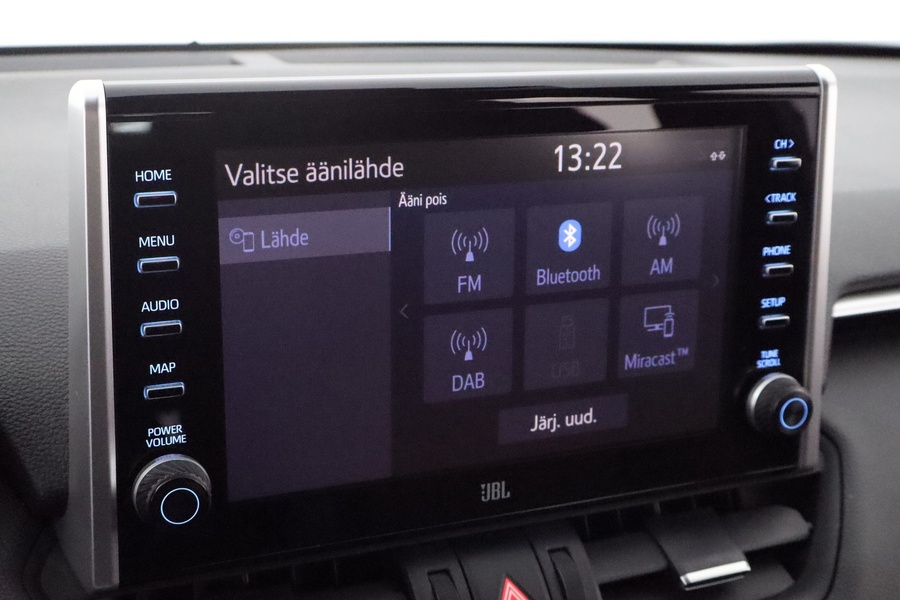 Valitse äänilähde
13:22
Ääni pois
Lähde
FM
Bluetooth
AM
DAB
USB
Miracast™
Järj. uud.
HOME
MENU
AUDIO
MAP
POWER
VOLUME
CH>
<TRACK
PHONE
SETUP
TUNE
SCROLL
JBL